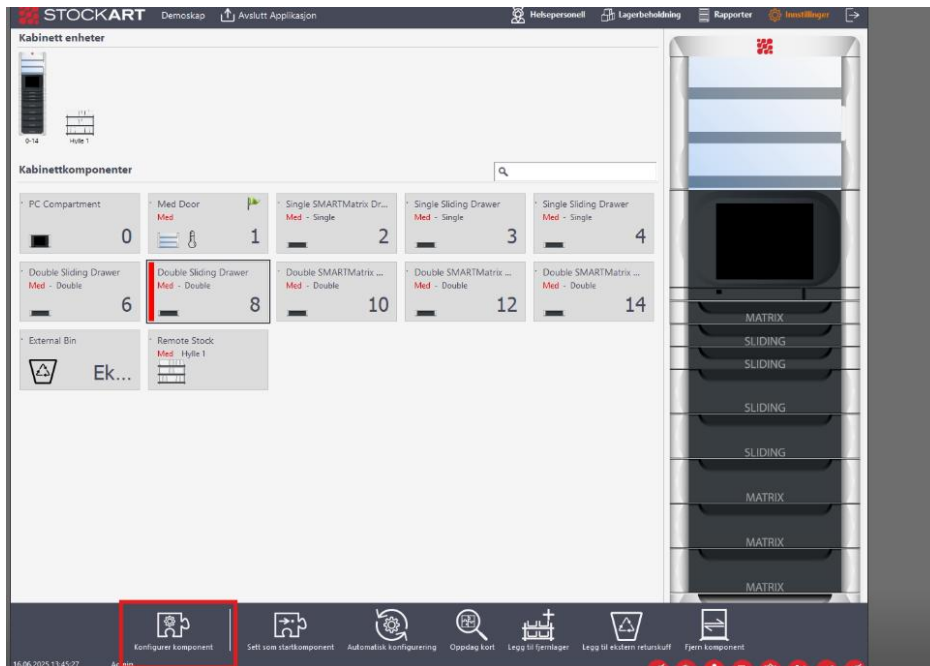 STOCKART Demoskap Avslutt Applikasjon Helsepersonell Lagerbeholdning Rapporter Innstillinger
Kabinett enheter
0-14 Hylle 1
Kabinettkomponenter
PC Compartment
0
Med Door
Med
1
Single SMARTMatrix Dr...
Med - Single
2
Single Sliding Drawer
Med - Single
3
Single Sliding Drawer
Med - Single
4
Double Sliding Drawer
Med - Double
6
Double Sliding Drawer
Med - Double
8
Double SMARTMatrix ...
Med - Double
10
Double SMARTMatrix ...
Med - Double
12
Double SMARTMatrix ...
Med - Double
14
External Bin
Ek...
Remote Stock
Med Hylle 1
MATRIX
SLIDING
SLIDING
SLIDING
SLIDING
MATRIX
MATRIX
MATRIX
Konfigurer komponent Sett som startkomponent Automatisk konfigurering Oppdag kort Legg til fjernlager Legg til ekstern returskuff Fjern komponent
16.06.2025 13:45:27 Admin